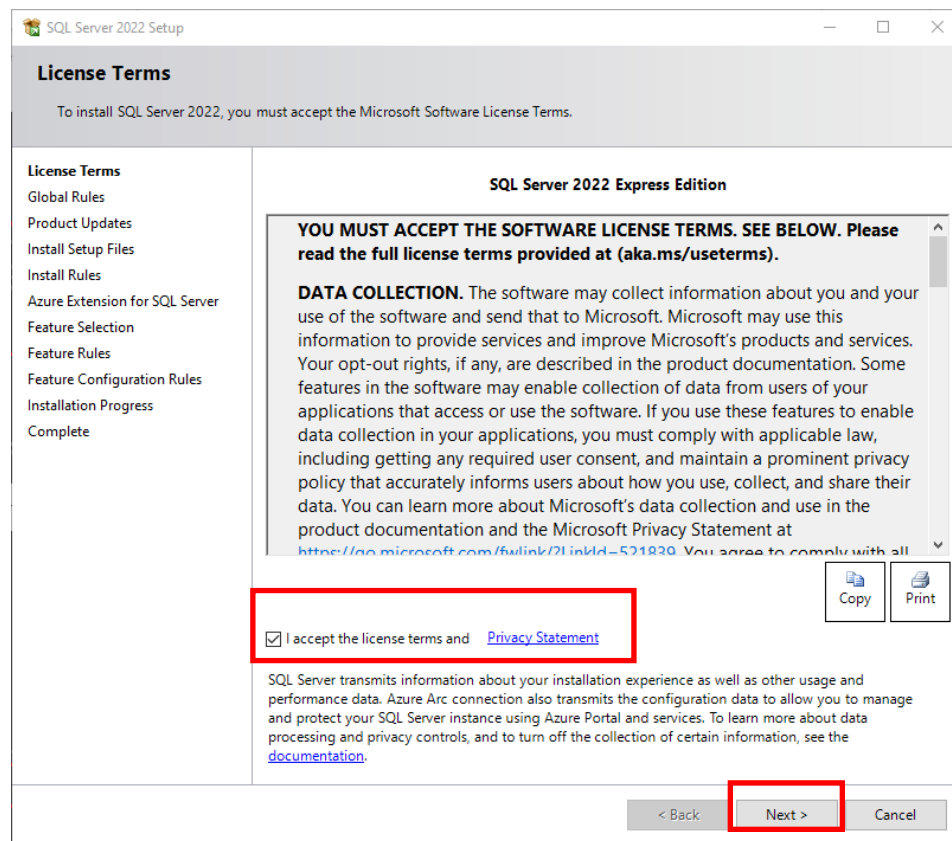 SQL Server 2022 Setup
License Terms
To install SQL Server 2022, you must accept the Microsoft Software License Terms.
License Terms
Global Rules
Product Updates
Install Setup Files
Install Rules
Azure Extension for SQL Server
Feature Selection
Feature Rules
Feature Configuration Rules
Installation Progress
Complete
SQL Server 2022 Express Edition
YOU MUST ACCEPT THE SOFTWARE LICENSE TERMS. SEE BELOW. Please
read the full license terms provided at (aka.ms/useterms).
DATA COLLECTION. The software may collect information about you and your
use of the software and send that to Microsoft. Microsoft may use this
information to provide services and improve Microsoft's products and services.
Your opt-out rights, if any, are described in the product documentation. Some
features in the software may enable collection of data from users of your
applications that access or use the software. If you use these features to enable
data collection in your applications, you must comply with applicable law,
including getting any required user consent, and maintain a prominent privacy
policy that accurately informs users about how you use, collect, and share their
data. You can learn more about Microsoft's data collection and use in the
product documentation and the Microsoft Privacy Statement at
https://go.microsoft.com/fwlink/?LinkId=521839. You agree to comply with all
Copy
Print
I accept the license terms and Privacy Statement
SQL Server transmits information about your installation experience as well as other usage and
performance data. Azure Arc connection also transmits the configuration data to allow you to manage
and protect your SQL Server instance using Azure Portal and services. To learn more about data
processing and privacy controls, and to turn off the collection of certain information, see the
documentation.
< Back
Next >
Cancel